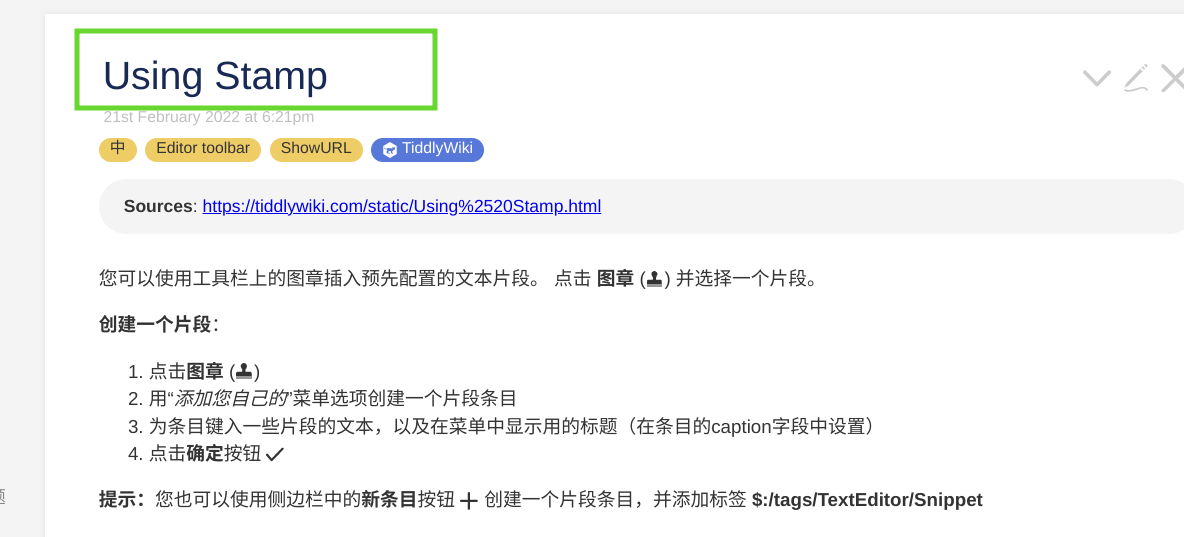 Using Stamp
21st February 2022 at 6:21pm
中 Editor toolbar ShowURL TiddlyWiki
Sources: https://tiddlywiki.com/static/Using%2520Stamp.html
您可以使用工具栏上的图章插入预先配置的文本片段。 点击 图章 () 并选择一个片段。
创建一个片段：
1. 点击图章 ()
2. 用“添加您自己的”菜单选项创建一个片段条目
3. 为条目键入一些片段的文本，以及在菜单中显示用的标题（在条目的caption字段中设置）
4. 点击确定按钮
提示：您也可以使用侧边栏中的新条目按钮 创建一个片段条目，并添加标签 $:/tags/TextEditor/Snippet